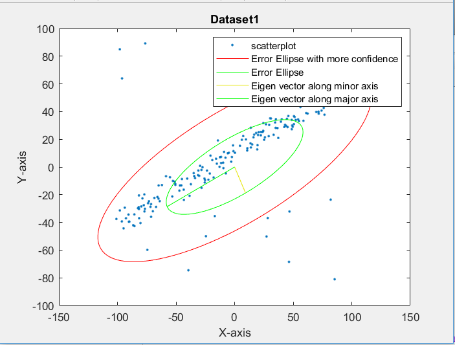 Dataset1
scatterplot
Error Ellipse with more confidence
Error Ellipse
Eigen vector along minor axis
Eigen vector along major axis
100
80
60
40
20
0
-20
-40
-60
-80
-100
Y-axis
-150
-100
-50
0
50
100
150
X-axis